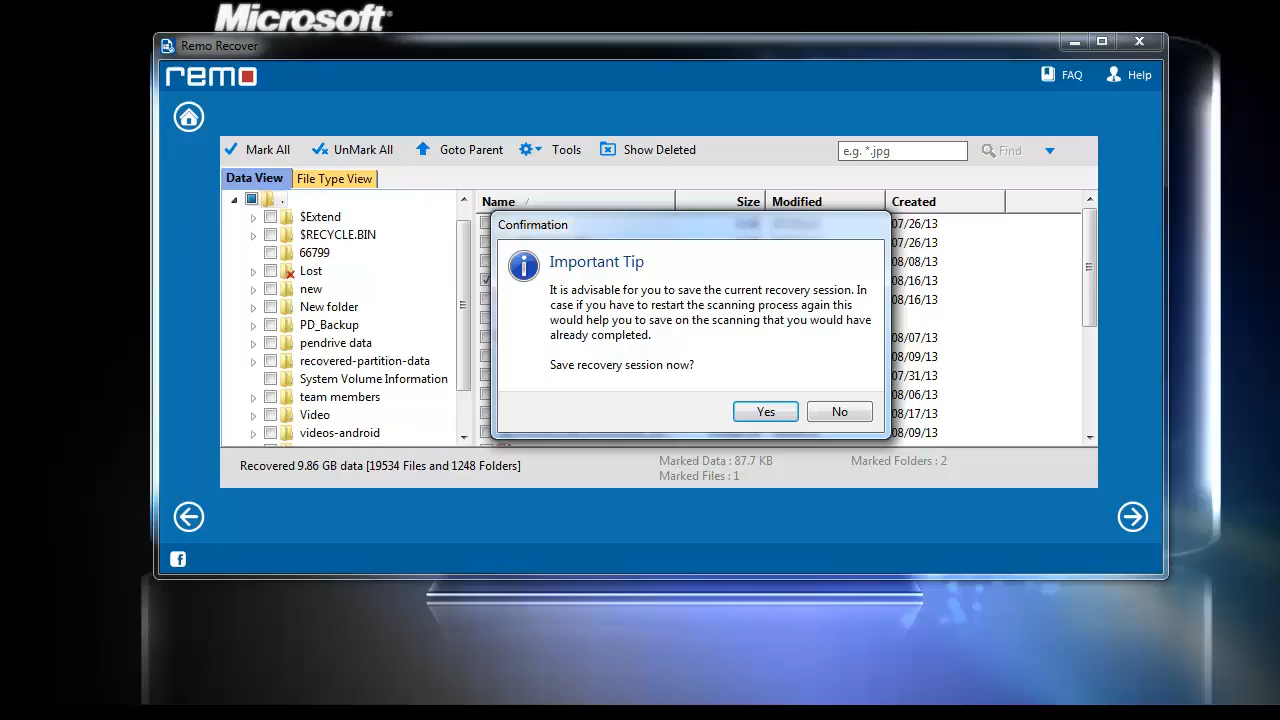 Microsoft
Remo Recover
remo
FAQ
Help
Mark All
UnMark All
Goto Parent
Tools
Show Deleted
e.g. *.jpg
Find
Data View
File Type View
.
$Extend
$RECYCLE.BIN
66799
Lost
new
New folder
PD_Backup
pendrive data
recovered-partition-data
System Volume Information
team members
Video
videos-android
Name
Size
Modified
Created
07/26/13
07/26/13
08/08/13
08/16/13
08/16/13
08/07/13
08/09/13
07/31/13
08/06/13
08/17/13
08/09/13
Confirmation
Important Tip
It is advisable for you to save the current recovery session. In
case if you have to restart the scanning process again this
would help you to save on the scanning that you would have
already completed.
Save recovery session now?
Yes
No
Recovered 9.86 GB data [19534 Files and 1248 Folders]
Marked Data : 87.7 KB
Marked Folders : 2
Marked Files : 1